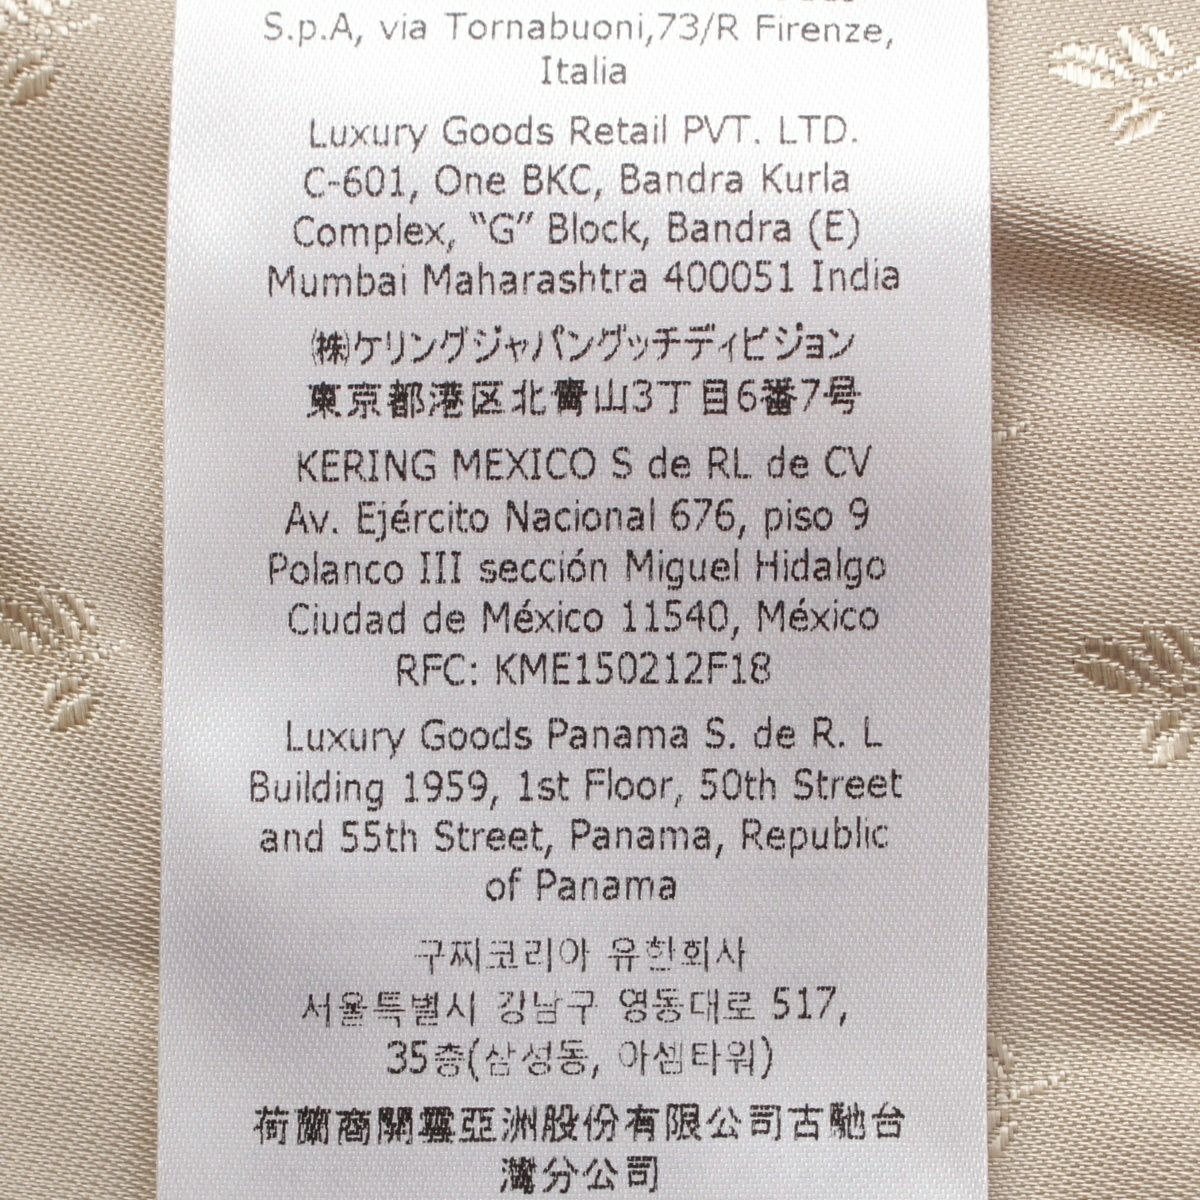 S.p.A, via Tornabuoni,73/R Firenze,
Italia
Luxury Goods Retail PVT. LTD.
C-601, One BKC, Bandra Kurla
Complex, “G” Block, Bandra (E)
Mumbai Maharashtra 400051 India
㈱ケリングジャパングッチディビジョン
東京都港区北青山3丁目6番7号
KERING MEXICO S de RL de CV
Av. Ejército Nacional 676, piso 9
Polanco III sección Miguel Hidalgo
Ciudad de México 11540, México
RFC: KME150212F18
Luxury Goods Panama S. de R. L
Building 1959, 1st Floor, 50th Street
and 55th Street, Panama, Republic
of Panama
구찌코리아 유한회사
서울특별시 강남구 영동대로 517,
35층(삼성동, 아셈타워)
荷蘭商開雲亞洲股份有限公司古馳台
灣分公司